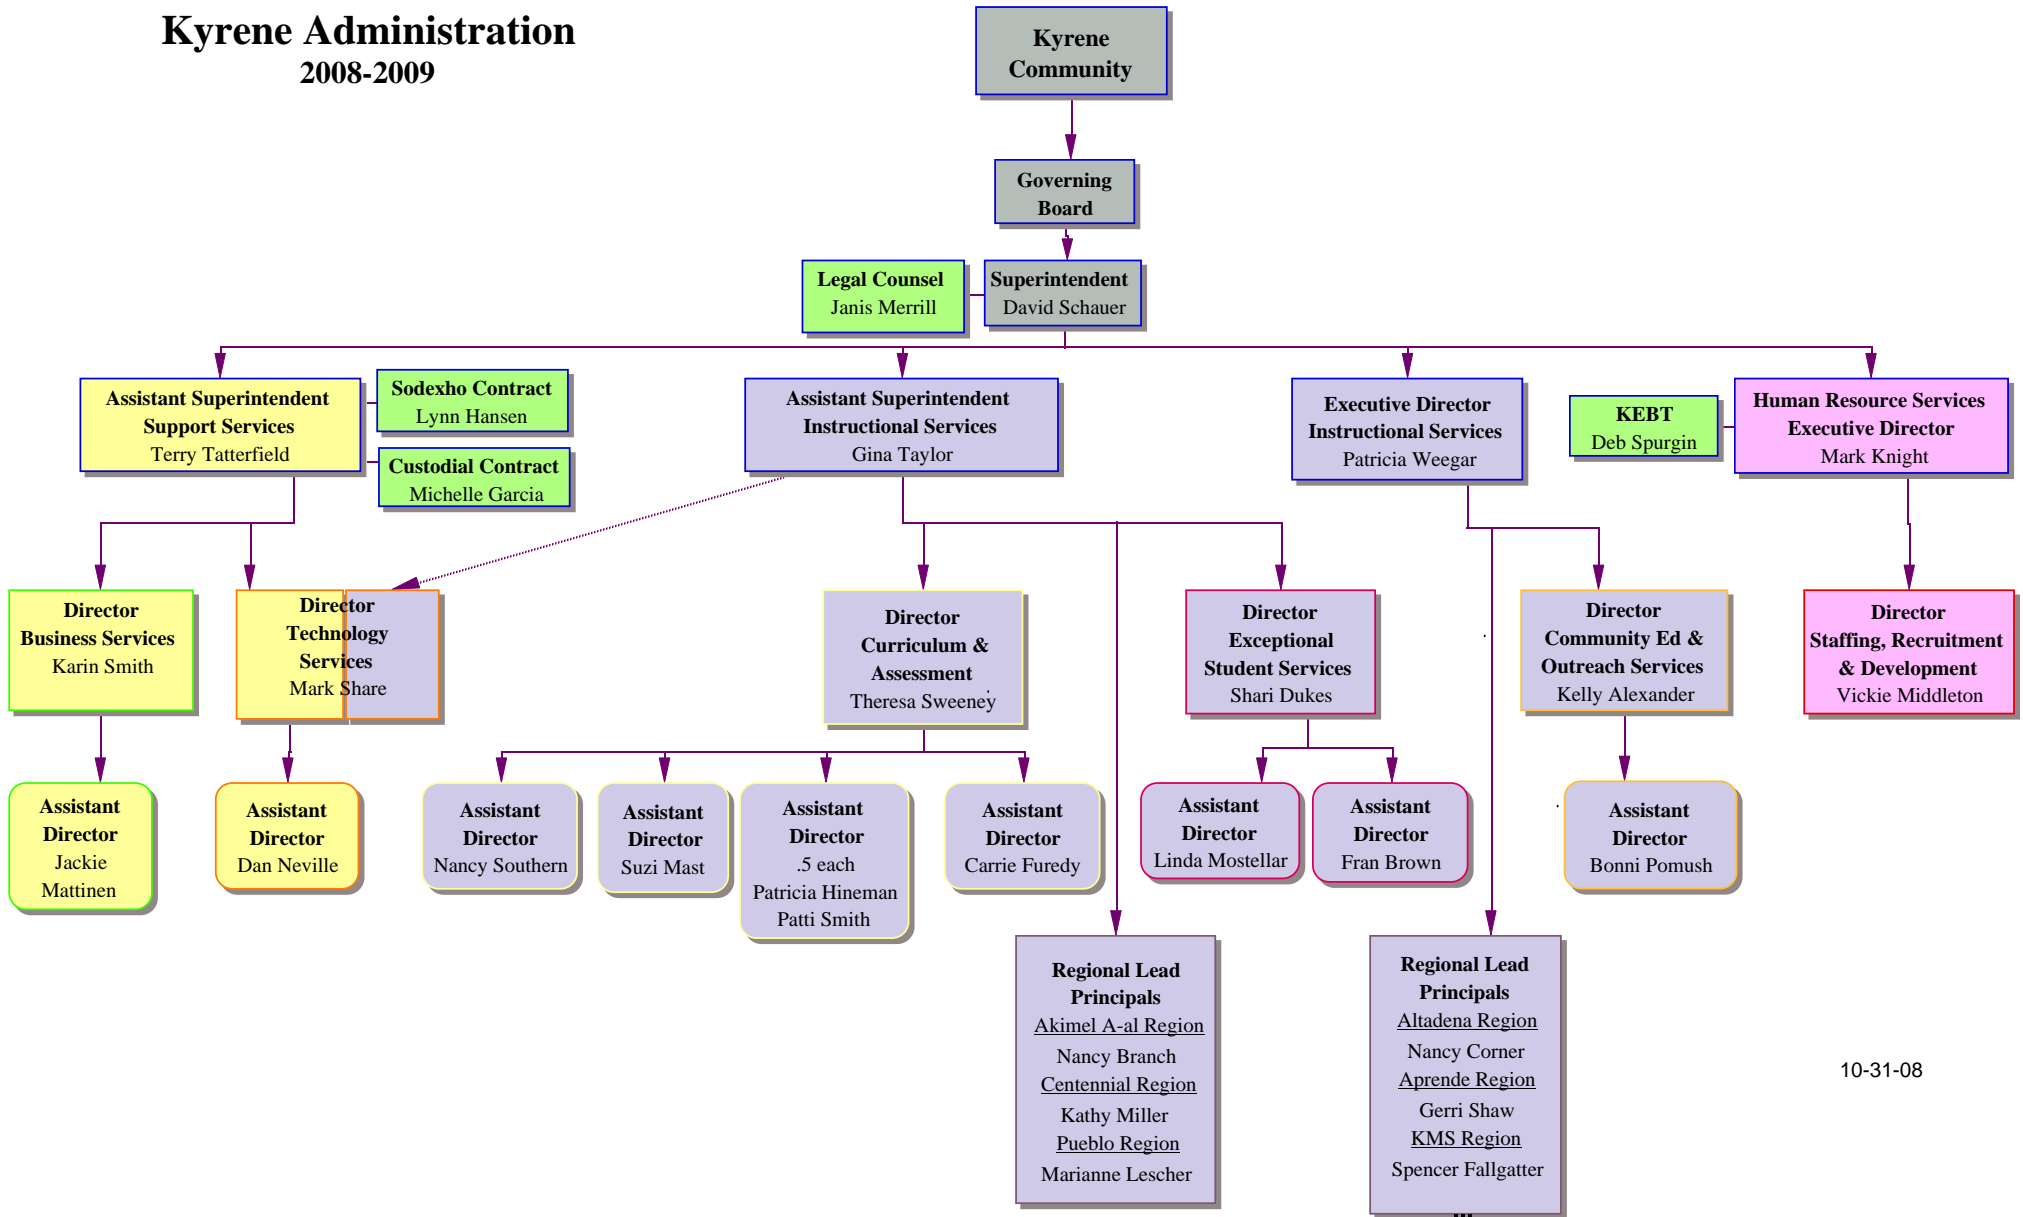 Kyrene Administration
2008-2009
Kyrene
Community
Governing
Board
Legal Counsel
Janis Merrill
Superintendent
David Schauer
Assistant Superintendent
Support Services
Terry Tatterfield
Sodexho Contract
Lynn Hansen
Custodial Contract
Michelle Garcia
Assistant Superintendent
Instructional Services
Gina Taylor
Executive Director
Instructional Services
Patricia Weegar
KEBT
Deb Spurgin
Human Resource Services
Executive Director
Mark Knight
Director
Business Services
Karin Smith
Director
Technology
Services
Mark Share
Director
Curriculum &
Assessment
Theresa Sweeney
Director
Exceptional
Student Services
Shari Dukes
Director
Community Ed &
Outreach Services
Kelly Alexander
Director
Staffing, Recruitment
& Development
Vickie Middleton
Assistant
Director
Jackie
Mattinen
Assistant
Director
Dan Neville
Assistant
Director
Nancy Southern
Assistant
Director
Suzi Mast
Assistant
Director
.5 each
Patricia Hineman
Patti Smith
Assistant
Director
Carrie Furedy
Assistant
Director
Linda Mostellar
Assistant
Director
Fran Brown
Assistant
Director
Bonni Pomush
Regional Lead
Principals
Akimel A-al Region
Nancy Branch
Centennial Region
Kathy Miller
Pueblo Region
Marianne Lescher
Regional Lead
Principals
Altadena Region
Nancy Corner
Aprende Region
Gerri Shaw
KMS Region
Spencer Fallgatter
10-31-08